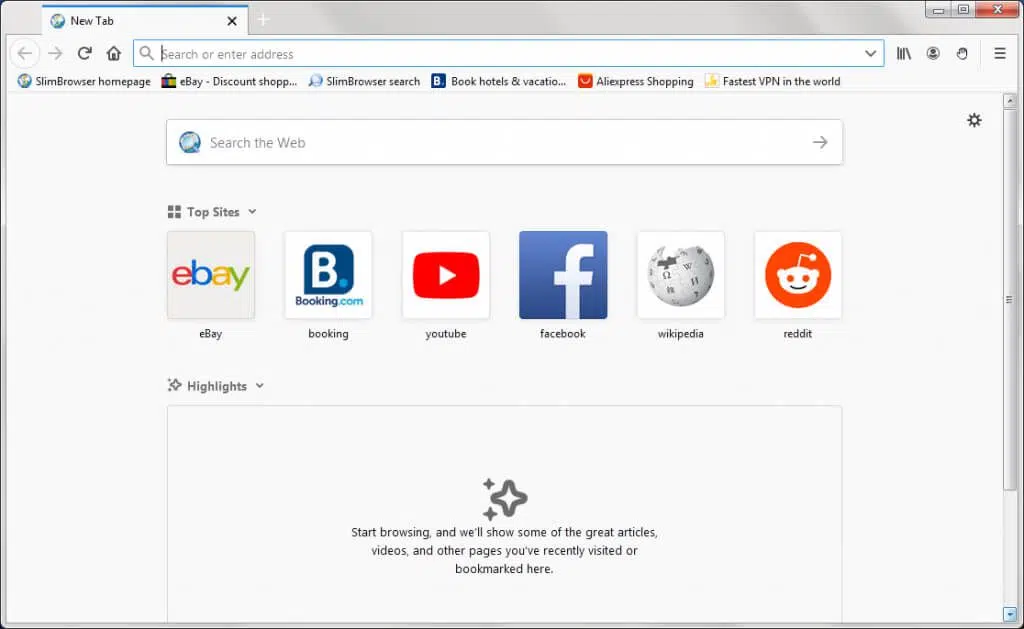 New Tab
Search or enter address
SlimBrowser homepage
eBay - Discount shopp...
SlimBrowser search
B.
Book hotels & vacatio...
Aliexpress Shopping
Fastest VPN in the world
Search the Web
Top Sites
ebay
B.
Booking.com
eBay
booking
youtube
facebook
wikipedia
reddit
Highlights
Start browsing, and we'll show some of the great articles,
videos, and other pages you've recently visited or
bookmarked here.